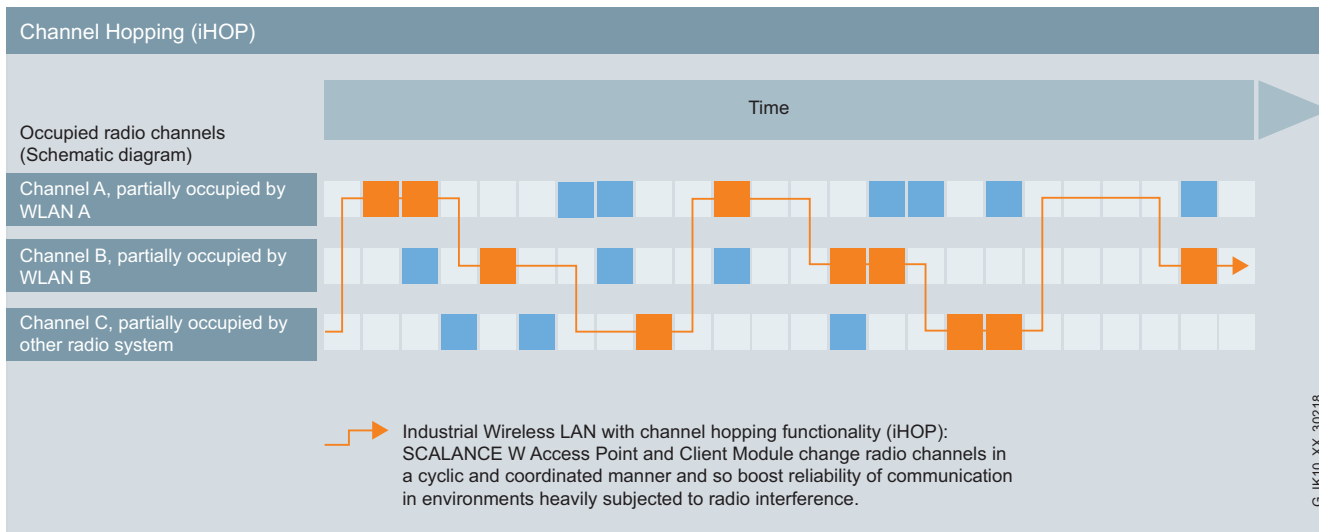 Channel Hopping (iHOP)
Time
Occupied radio channels
(Schematic diagram)
Channel A, partially occupied by
WLAN A
Channel B, partially occupied by
WLAN B
Channel C, partially occupied by
other radio system
Industrial Wireless LAN with channel hopping functionality (iHOP):
SCALANCE W Access Point and Client Module change radio channels in
a cyclic and coordinated manner and so boost reliability of communication
in environments heavily subjected to radio interference.
G_IK10_XX_30218